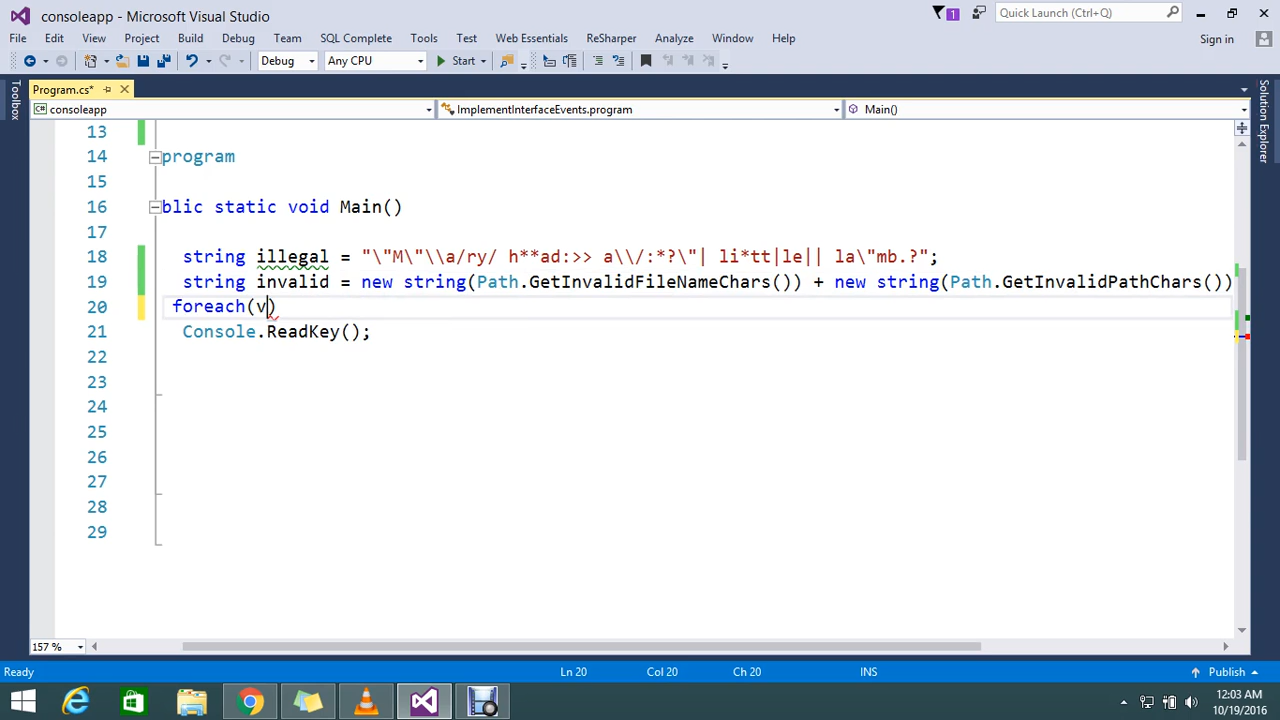 consoleapp - Microsoft Visual Studio
1
Quick Launch (Ctrl+Q)
File Edit View Project Build Debug Team SQL Complete Tools Test Web Essentials ReSharper Analyze Window Help
Sign in
Debug Any CPU Start
Toolbox
Program.cs*
Solution Explorer
consoleapp ImplementInterfaceEvents.program Main()
13
14 program
15
16 blic static void Main()
17
18 string illegal = "\"M\"\\a/ry/ h**ad:>> a\\/:*?\"| li*tt|le|| la\"mb.?";
19 string invalid = new string(Path.GetInvalidFileNameChars()) + new string(Path.GetInvalidPathChars())
20 foreach(v)
21 Console.ReadKey();
22
23
24
25
26
27
28
29
157 %
Ready Ln 20 Col 20 Ch 20 INS Publish
12:03 AM
10/19/2016